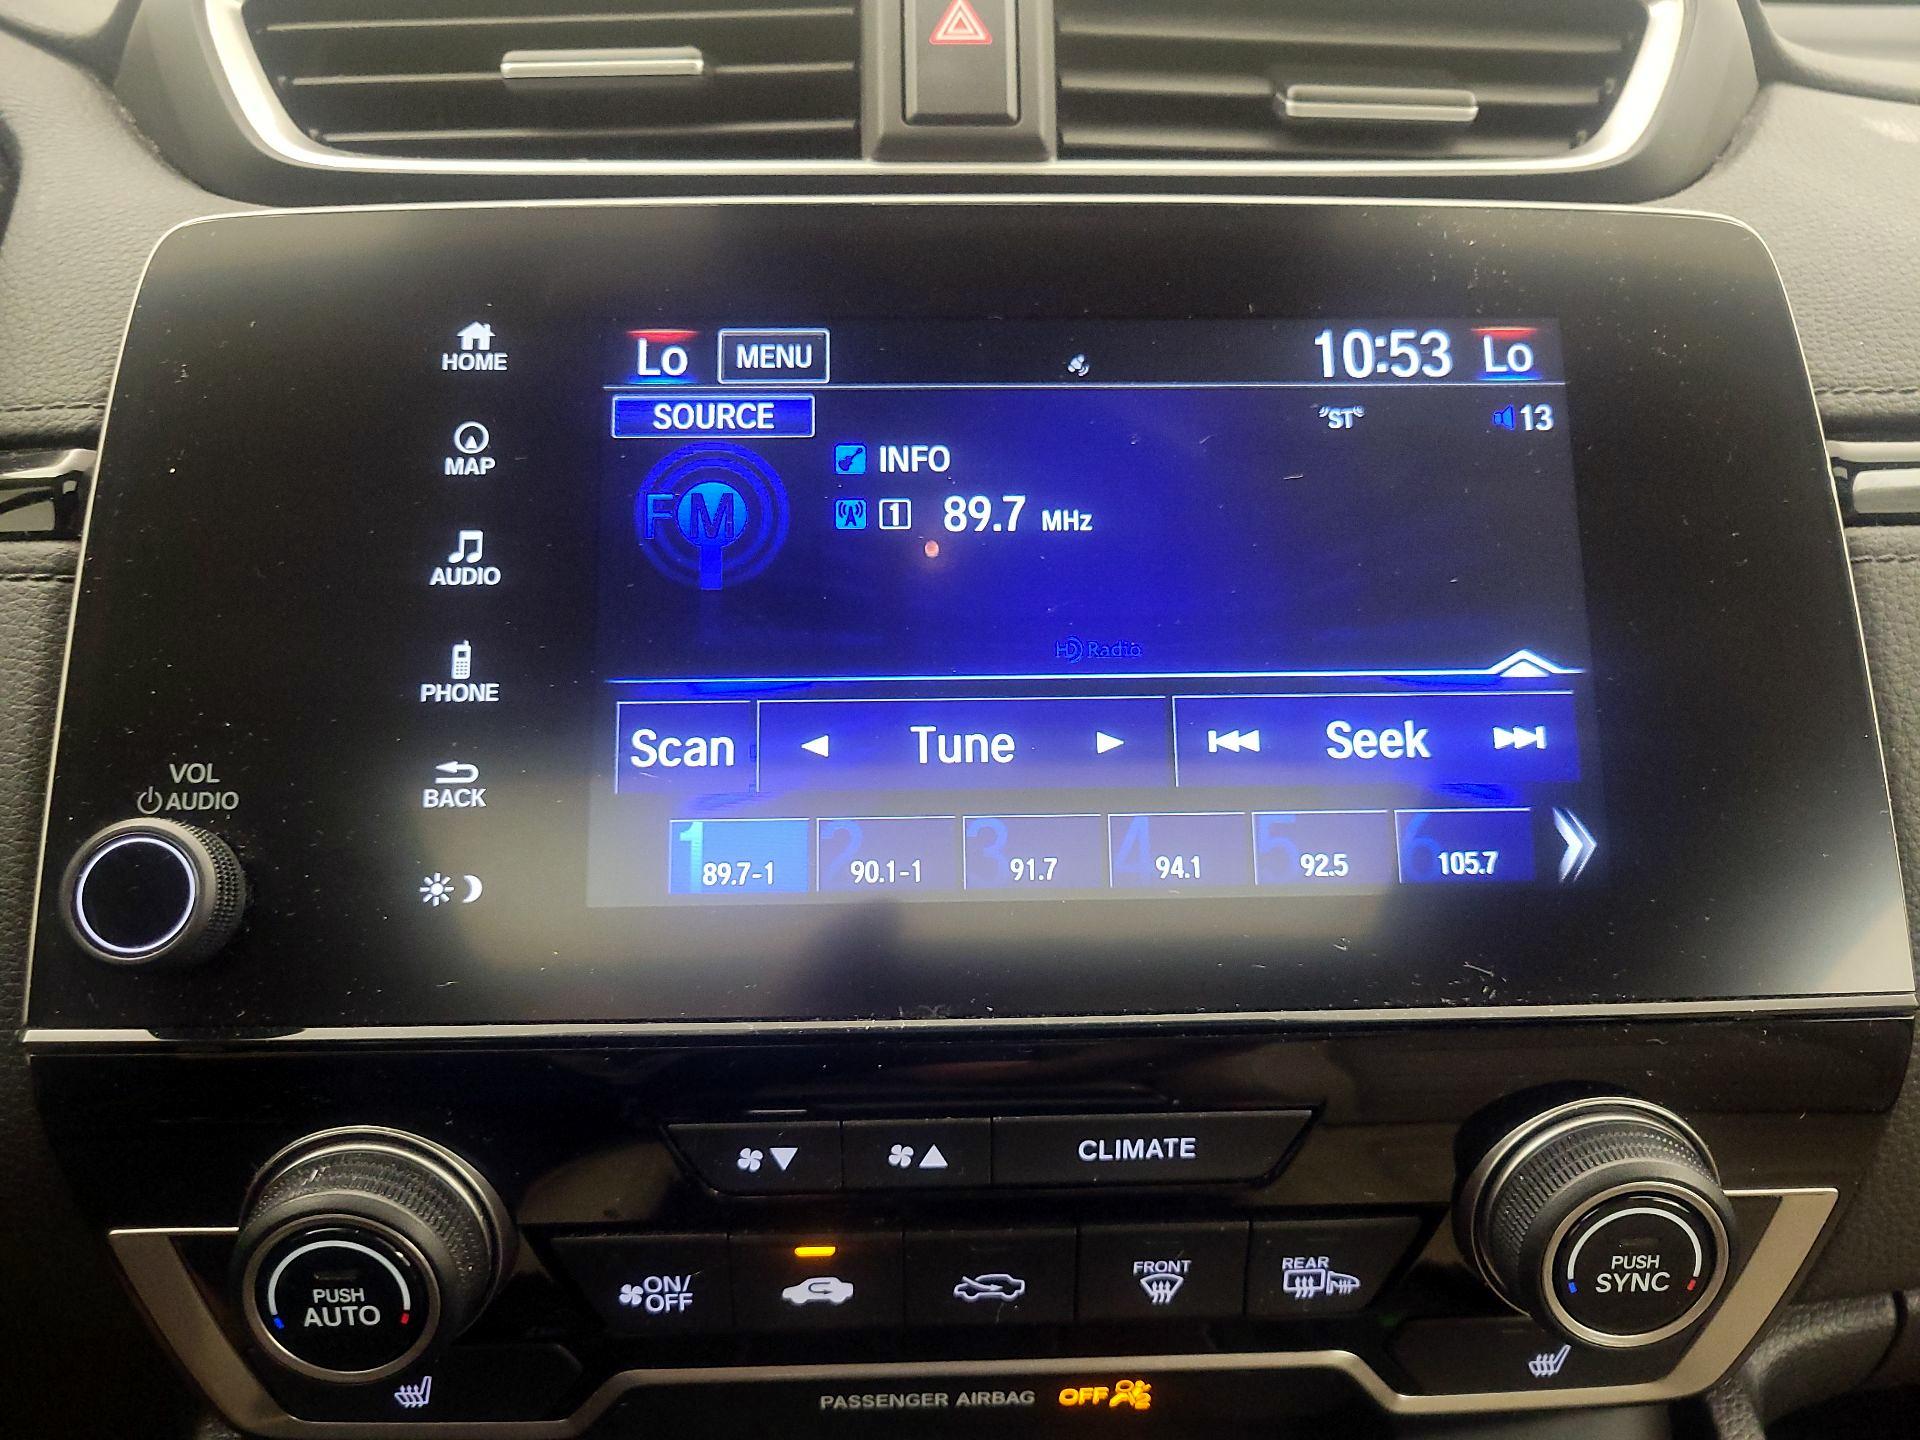 HOME
MAP
AUDIO
PHONE
BACK
VOL
AUDIO
Lo MENU 10:53 Lo
SOURCE "ST" 13
FM
INFO
1 89.7 MHz
HD Radio
Scan Tune Seek
1 89.7-1
2 90.1-1
3 91.7
4 94.1
5 92.5
6 105.7
CLIMATE
PUSH
AUTO
ON/
OFF
FRONT
REAR
PUSH
SYNC
PASSENGER AIRBAG OFF